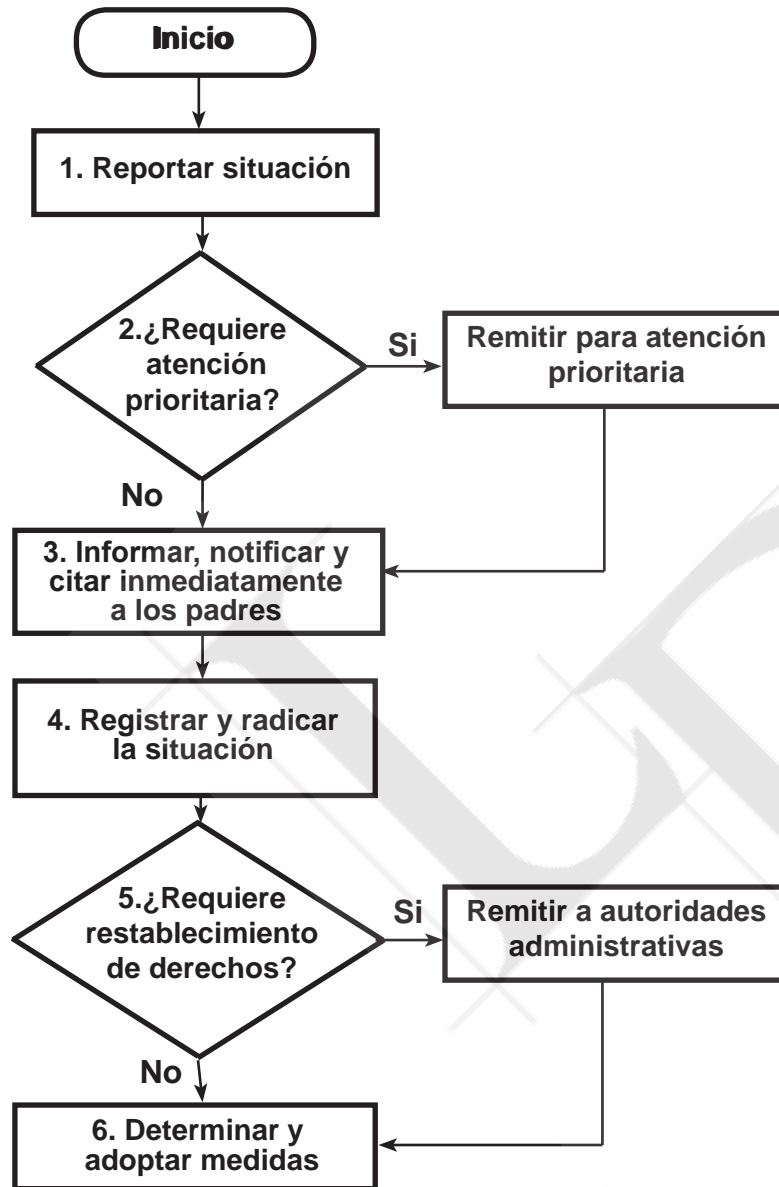 Inicio
1. Reportar situación
2.¿Requiere
atención
prioritaria?
Si
Remitir para atención
prioritaria
No
3. Informar, notificar y
citar inmediatamente
a los padres
4. Registrar y radicar
la situación
5.¿Requiere
restablecimiento
de derechos?
Si
Remitir a autoridades
administrativas
No
6. Determinar y
adoptar medidas